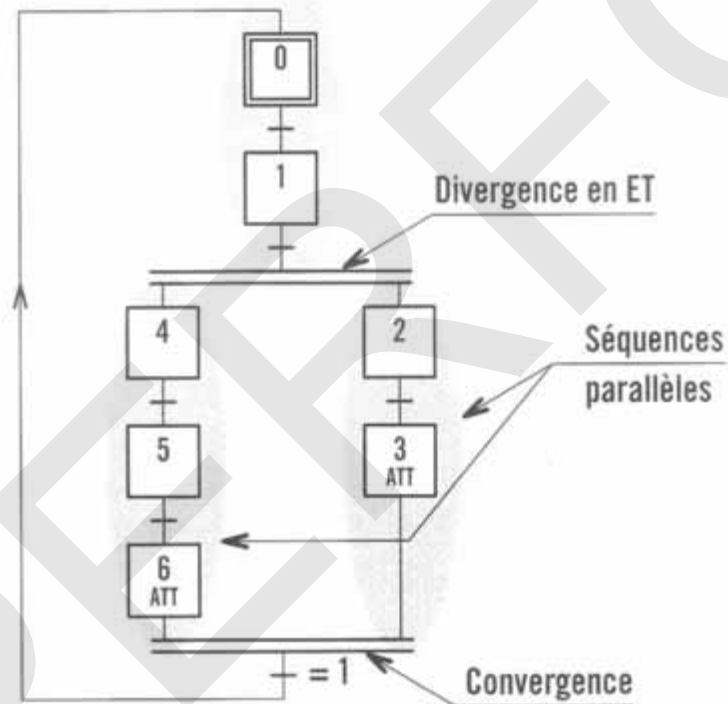 0
1
Divergence en ET
4
2
Séquences
parallèles
5
3
ATT
6
ATT
= 1
Convergence